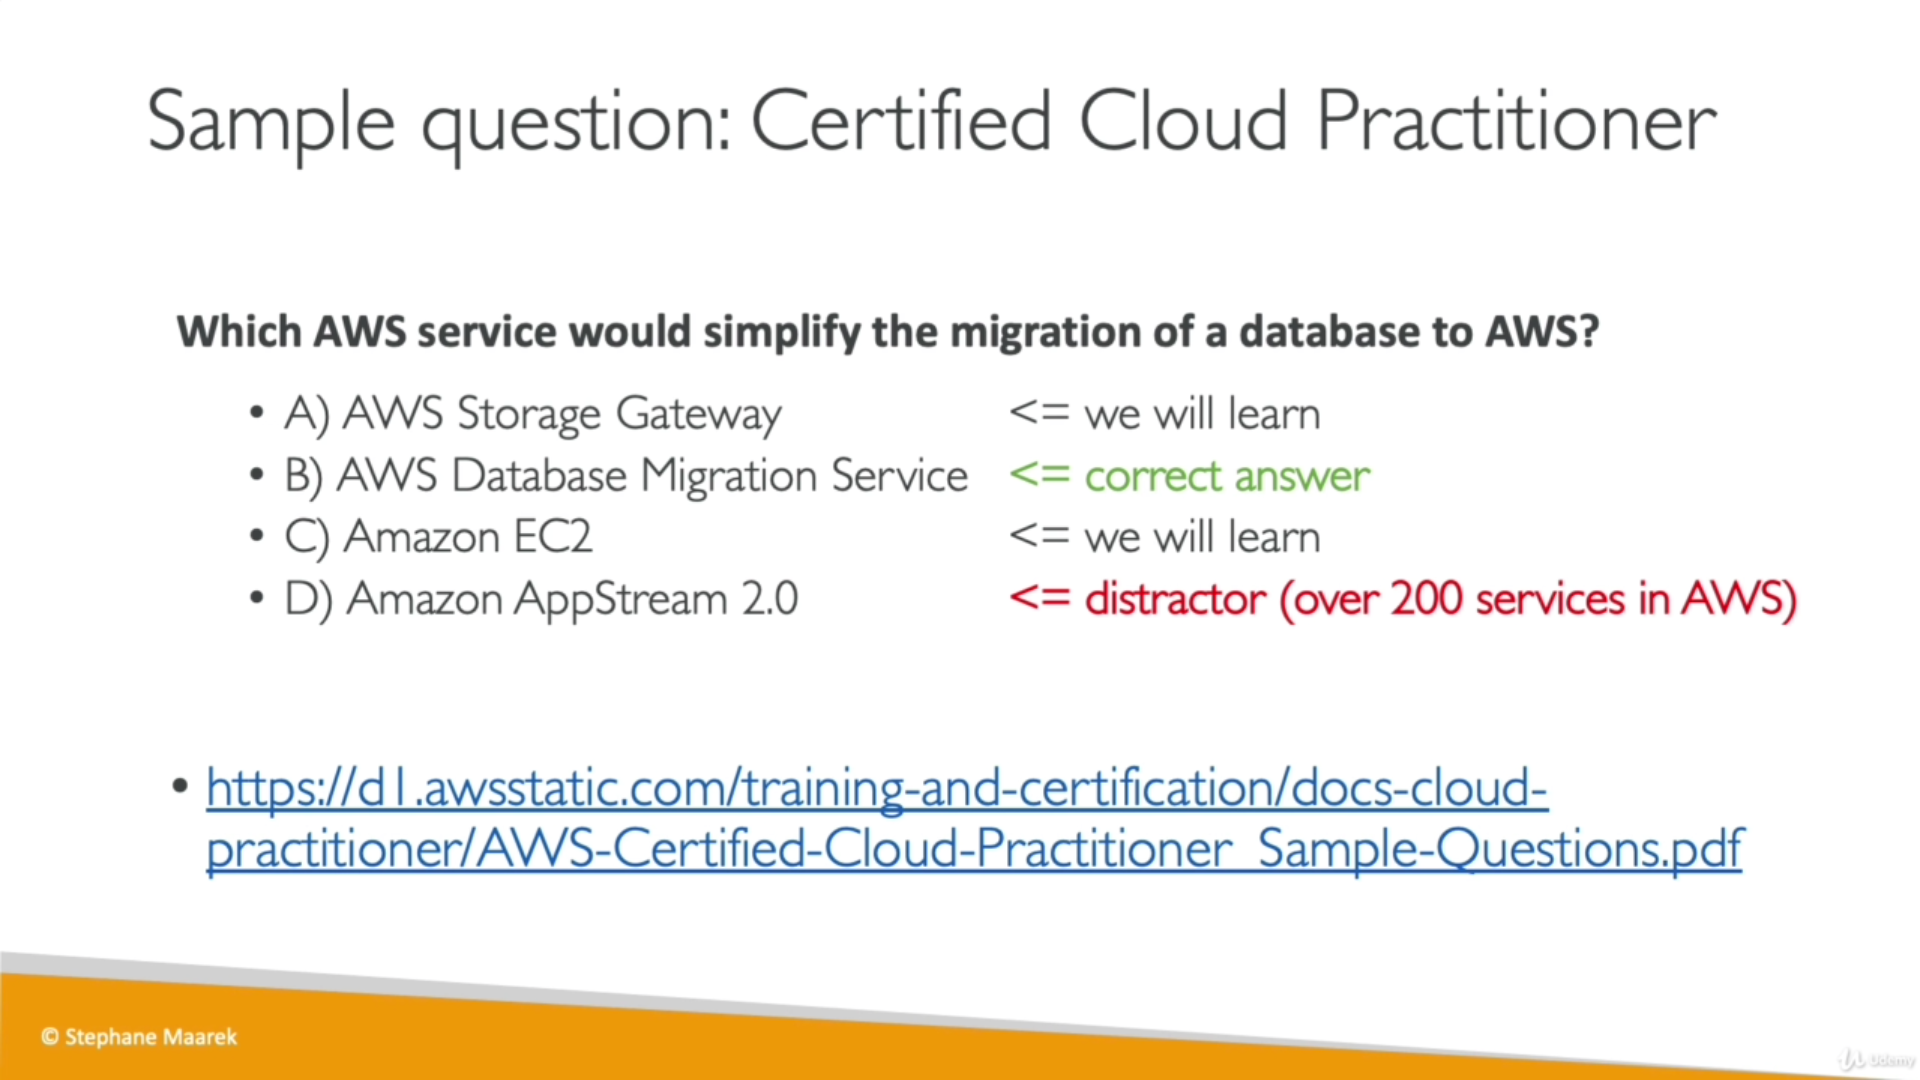 Sample question: Certified Cloud Practitioner
Which AWS service would simplify the migration of a database to AWS?
• A) AWS Storage Gateway <= we will learn
• B) AWS Database Migration Service <= correct answer
• C) Amazon EC2 <= we will learn
• D) Amazon AppStream 2.0 <= distractor (over 200 services in AWS)
• https://d1.awsstatic.com/training-and-certification/docs-cloud-
practitioner/AWS-Certified-Cloud-Practitioner_Sample-Questions.pdf
© Stephane Maarek
Udemy